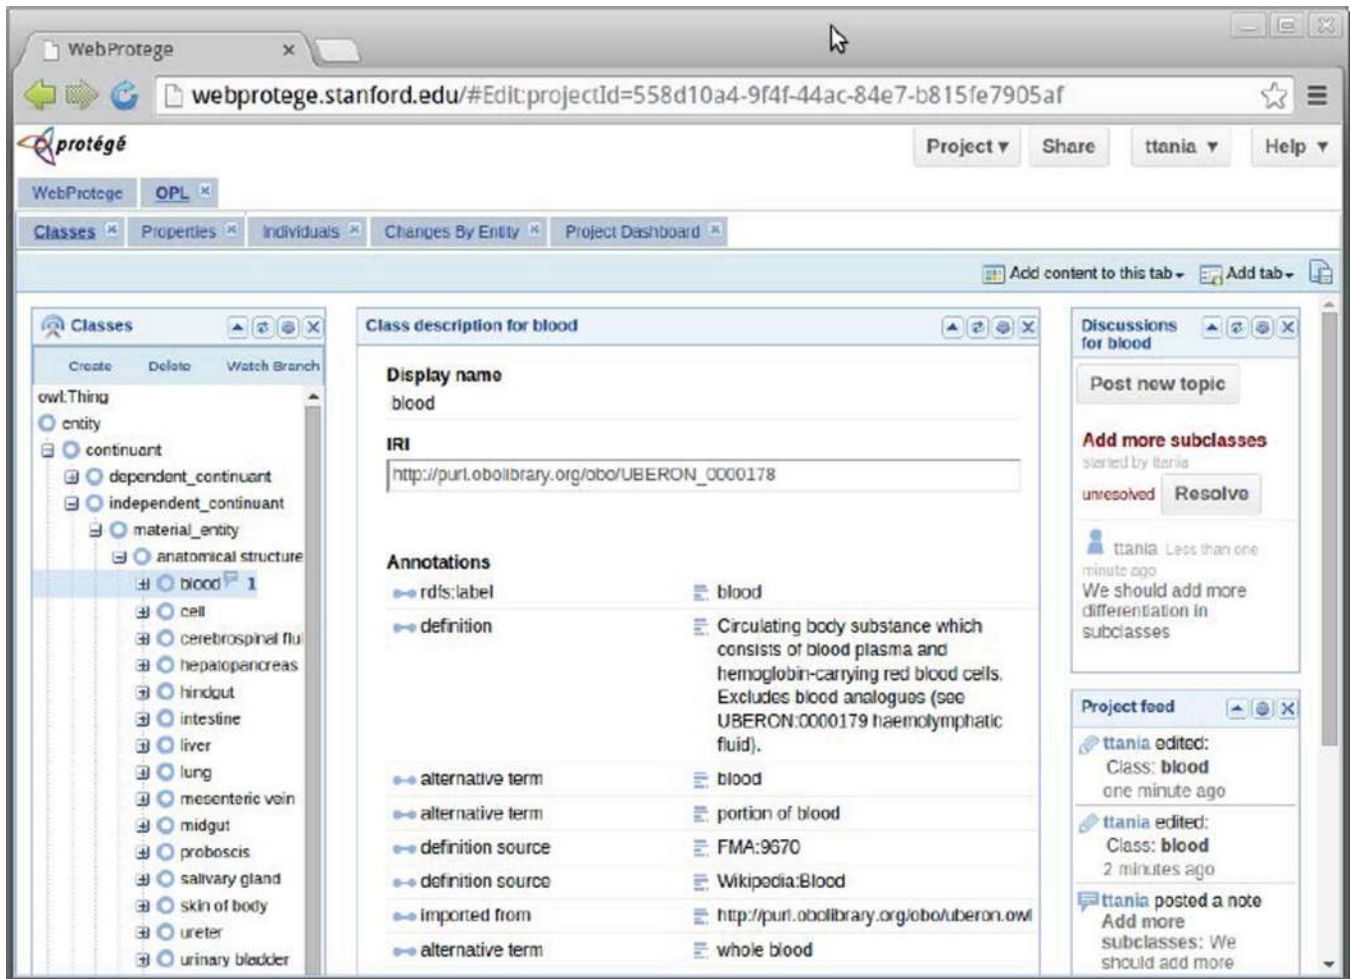 WebProtege
webprotege.stanford.edu/#Edit:projectId=558d10a4-9f4f-44ac-84e7-b815fe7905af
protégé
Project Share ttania Help
WebProtege OPL
Classes Properties Individuals Changes By Entity Project Dashboard
Add content to this tab Add tab
Classes
Create Delete Watch Branch
owl:Thing
entity
continuant
dependent_continuant
independent_continuant
material_entity
anatomical structure
blood 1
cell
cerebrospinal flui
hepatopancreas
hindgut
intestine
liver
lung
mesenteric vein
midgut
proboscis
salivary gland
skin of body
ureter
urinary bladder
Class description for blood
Display name
blood
IRI
http://purl.obolibrary.org/obo/UBERON_0000178
Annotations
rdfs:label blood
definition Circulating body substance which
consists of blood plasma and
hemoglobin-carrying red blood cells.
Excludes blood analogues (see
UBERON:0000179 haemolymphatic
fluid).
alternative term blood
alternative term portion of blood
definition source FMA:9670
definition source Wikipedia:Blood
imported from http://purl.obolibrary.org/obo/uberon.owl
alternative term whole blood
Discussions
for blood
Post new topic
Add more subclasses
started by ttania
unresolved Resolve
ttania Less than one
minute ago
We should add more
differentiation in
subclasses
Project feed
ttania edited:
Class: blood
one minute ago
ttania edited:
Class: blood
2 minutes ago
ttania posted a note
Add more
subclasses: We
should add more